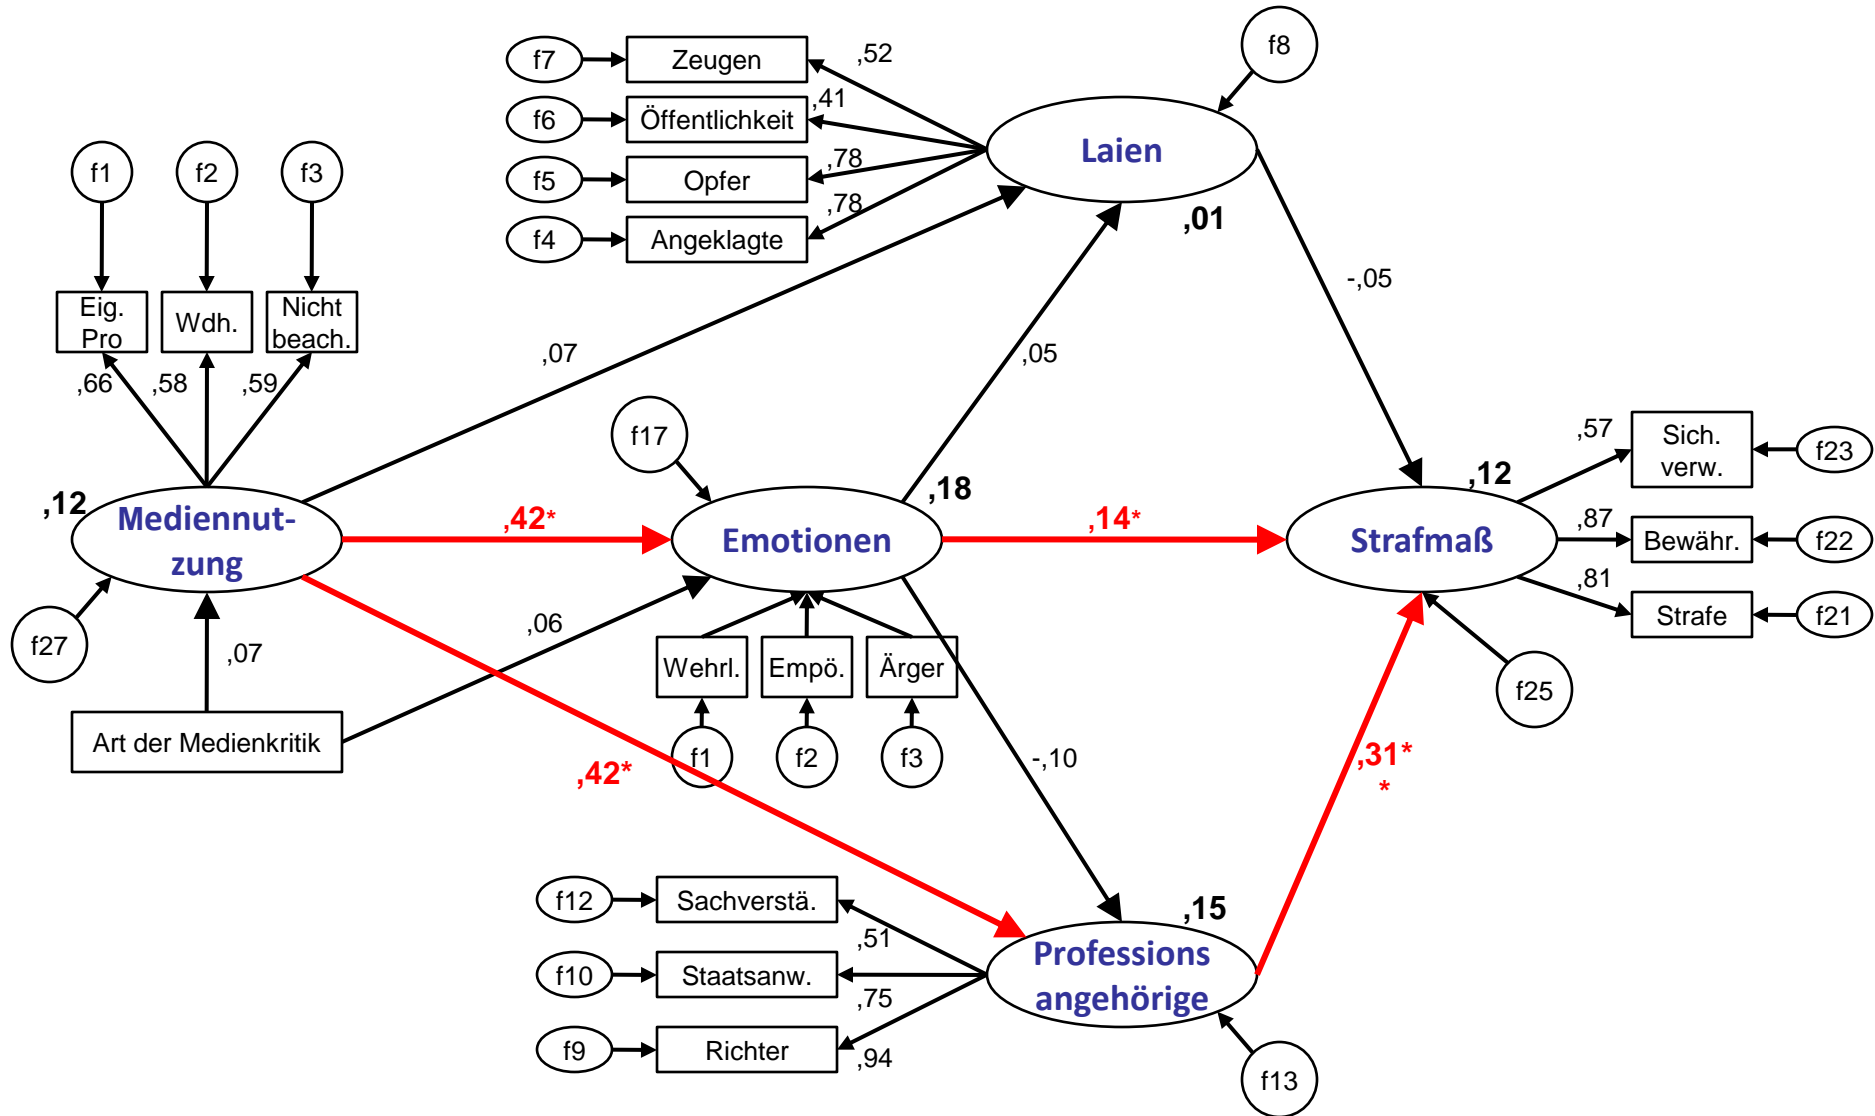 f7
Zeugen
,52
f8
f6
Öffentlichkeit
,41
Laien
f5
Opfer
,78
f4
Angeklagte
,78
,01
f1
f2
f3
Eig.
Pro
Wdh.
Nicht
beach.
,66
,58
,59
,07
,05
-,05
f17
,12
Mediennut-
zung
,42*
,18
Emotionen
,14*
,12
Strafmaß
,57
Sich.
verw.
f23
,87
Bewähr.
f22
,81
Strafe
f21
f27
,07
,06
Wehrl.
Empö.
Ärger
f25
Art der Medienkritik
f1
f2
f3
,42*
-,10
,31*
*
f12
Sachverstä.
,51
,15
f10
Staatsanw.
,75
Professions
angehörige
f9
Richter
,94
f13